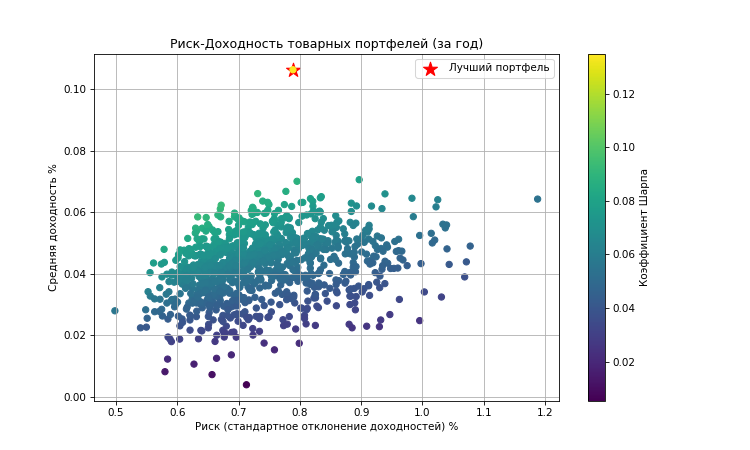 Риск-Доходность товарных портфелей (за год)
Лучший портфель
Средняя доходность %
0.10
0.08
0.06
0.04
0.02
0.00
0.5 0.6 0.7 0.8 0.9 1.0 1.1 1.2
Риск (стандартное отклонение доходностей) %
0.12
0.10
0.08
0.06
0.04
0.02
Коэффициент Шарпа